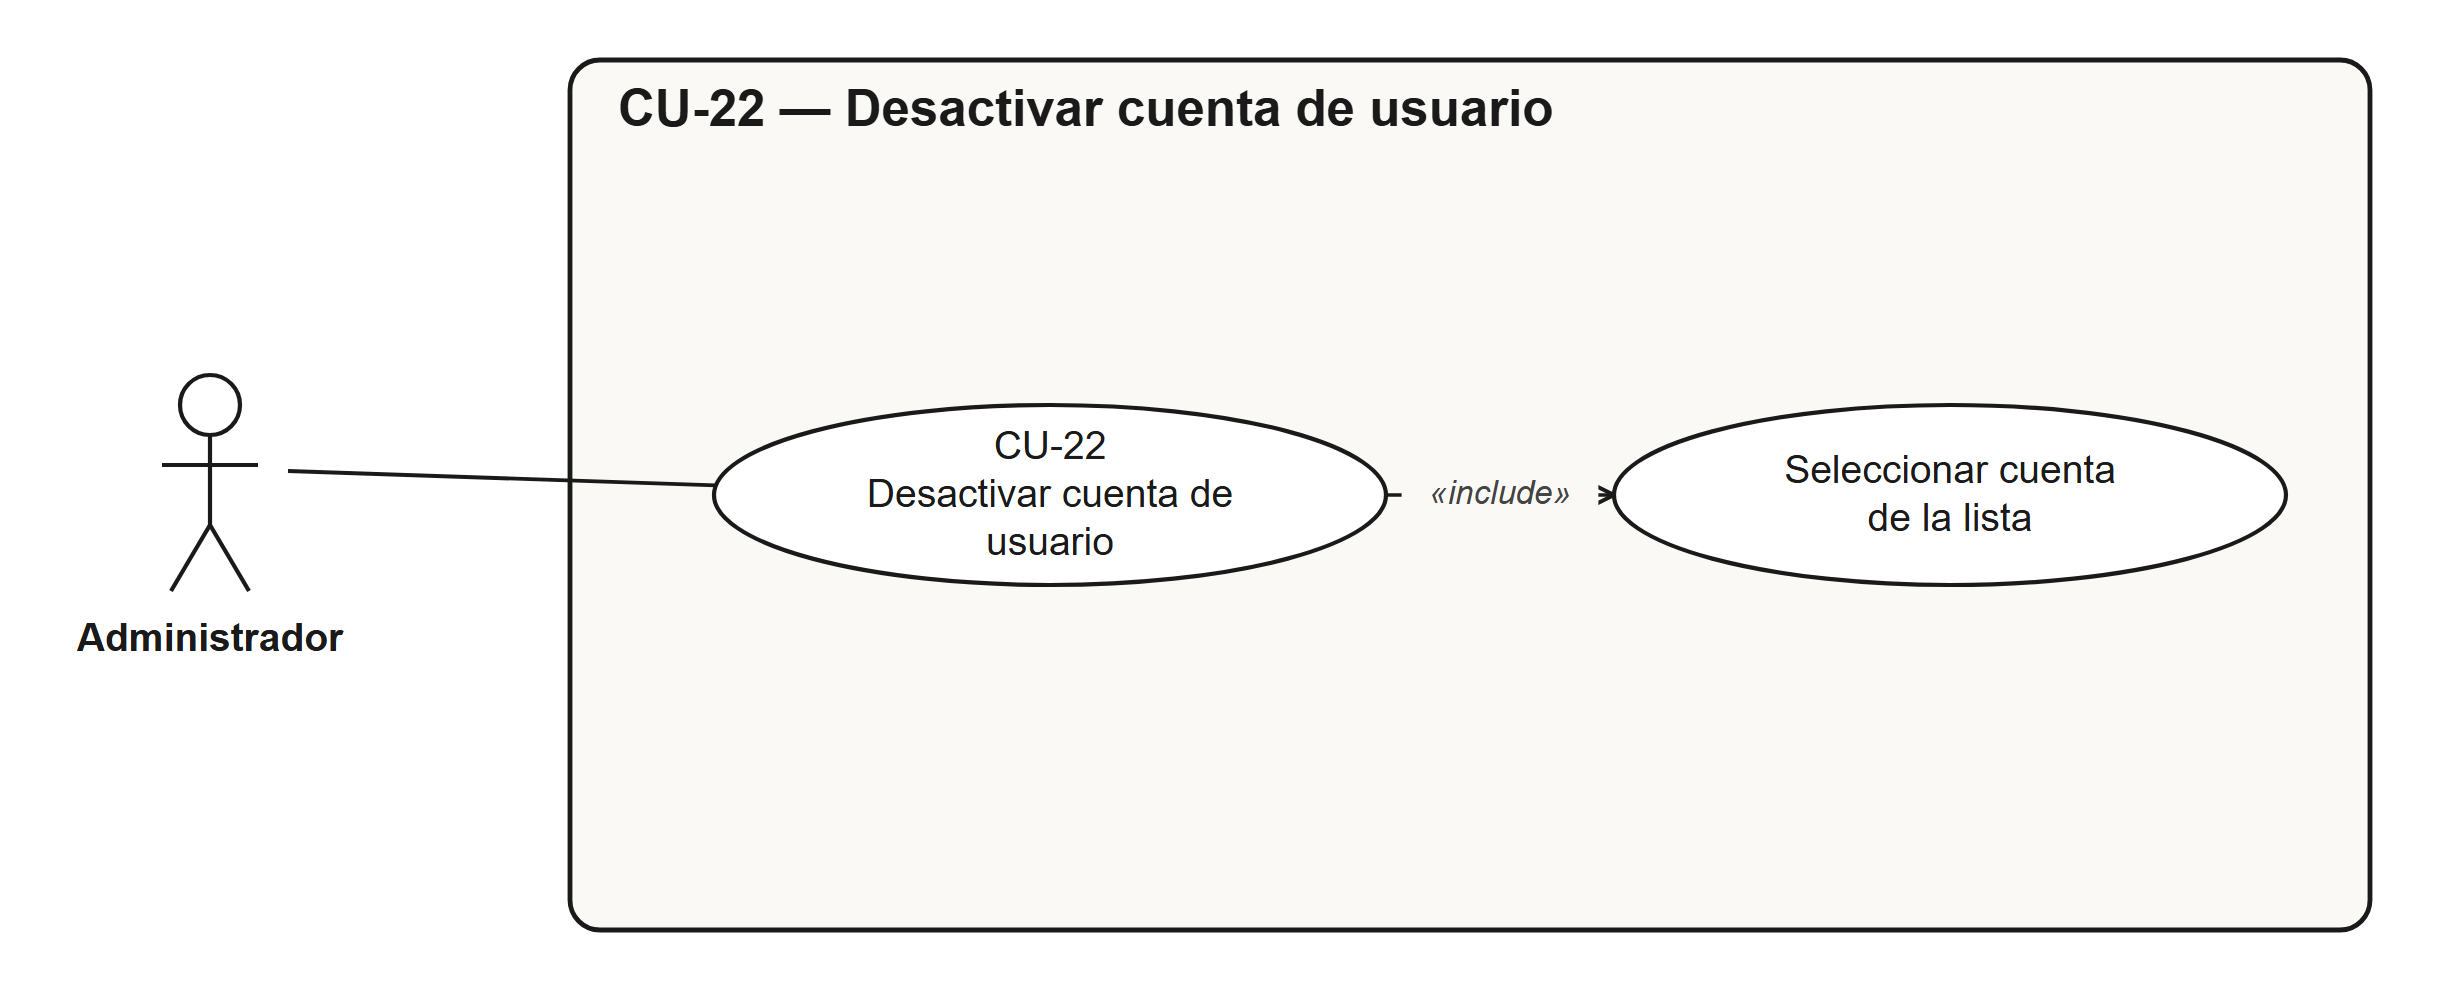 CU-22 — Desactivar cuenta de usuario
CU-22
Desactivar cuenta de
usuario
«include»
Seleccionar cuenta
de la lista
Administrador